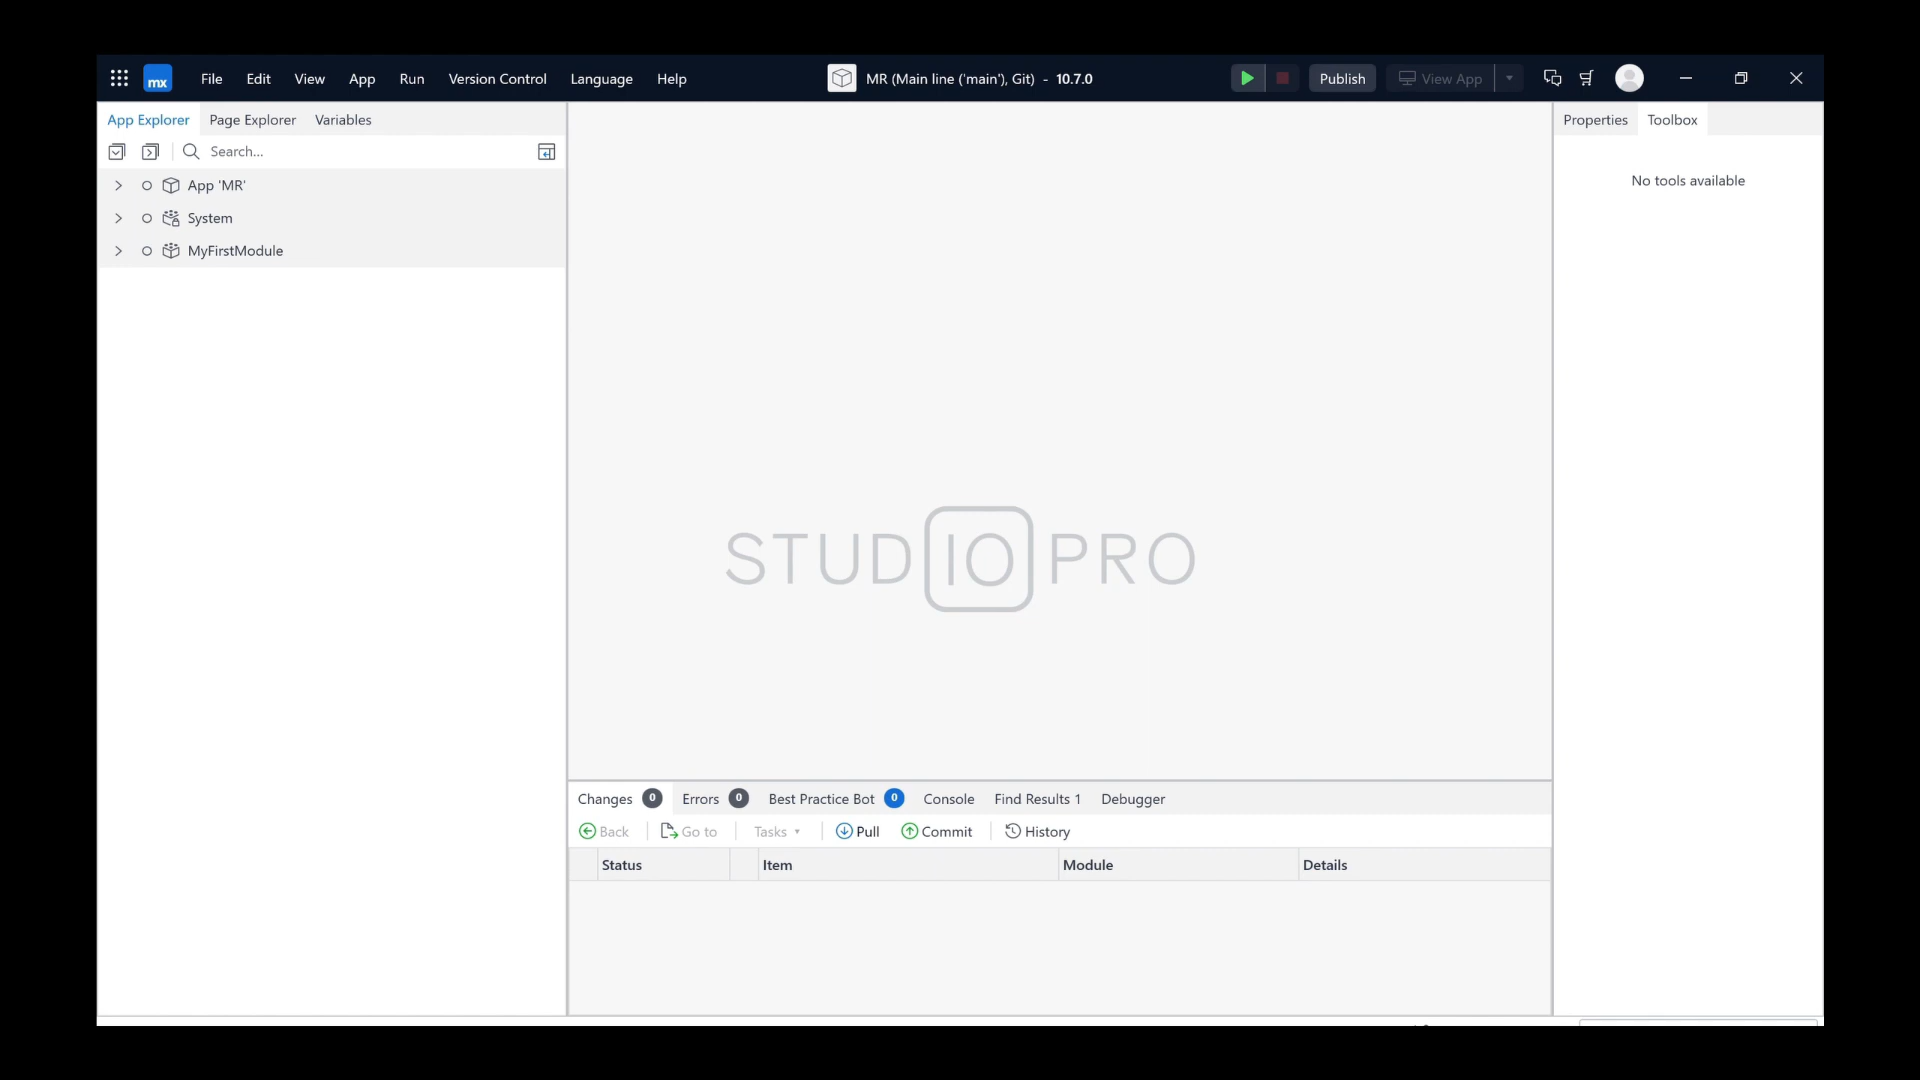 mx File Edit View App Run Version Control Language Help MR (Main line ('main'), Git) - 10.7.0 Publish View App
App Explorer Page Explorer Variables
Search...
App 'MR'
System
MyFirstModule
STUDIO PRO
Properties Toolbox
No tools available
Changes 0 Errors 0 Best Practice Bot 0 Console Find Results 1 Debugger
Back Go to Tasks Pull Commit History
Status Item Module Details